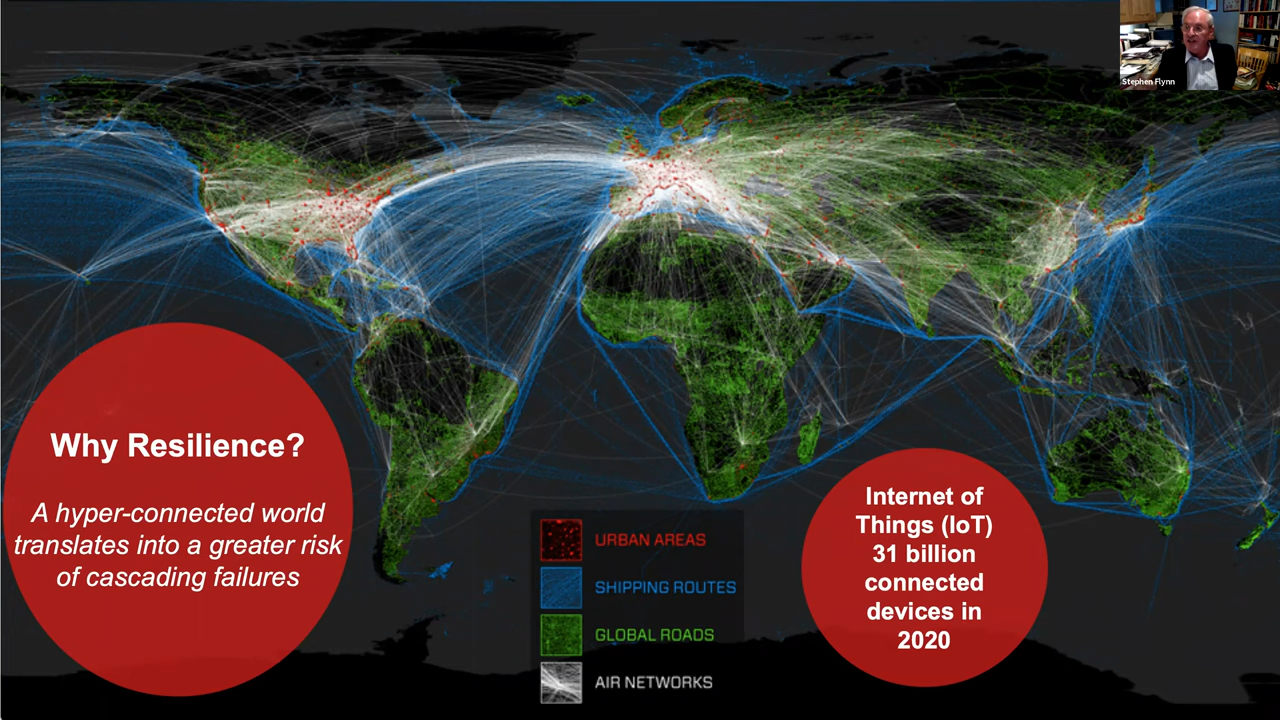 Stephen Flynn
Why Resilience?
A hyper-connected world
translates into a greater risk
of cascading failures
Internet of
Things (IoT)
31 billion
connected
devices in
2020
URBAN AREAS
SHIPPING ROUTES
GLOBAL ROADS
AIR NETWORKS